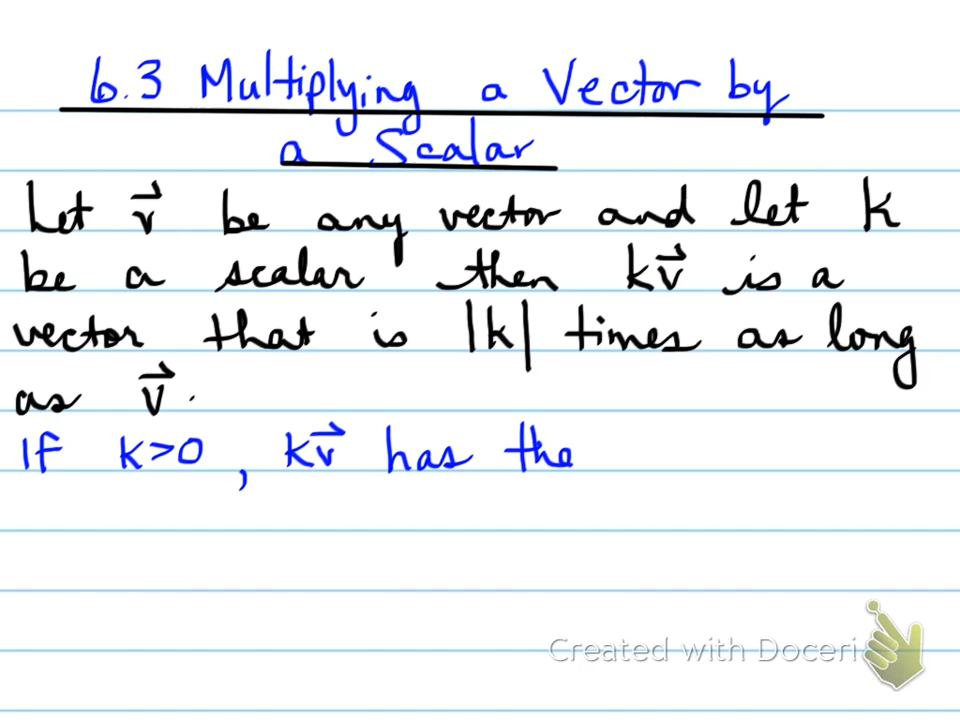 6.3 Multiplying a Vector by
a Scalar
Let v⃗ be any vector and let k
be a scalar then kv⃗ is a
vector that is |k| times as long
as v⃗.
If k>0, kv⃗ has the
Created with Doceri